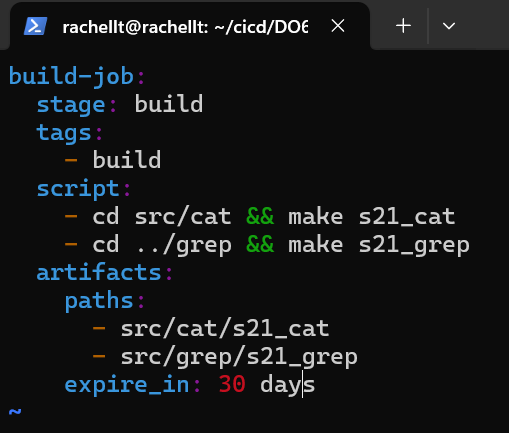 rachellt@rachellt: ~/cicd/DO6
build-job:
  stage: build
  tags:
    - build
  script:
    - cd src/cat && make s21_cat
    - cd ../grep && make s21_grep
  artifacts:
    paths:
      - src/cat/s21_cat
      - src/grep/s21_grep
    expire_in: 30 days
~